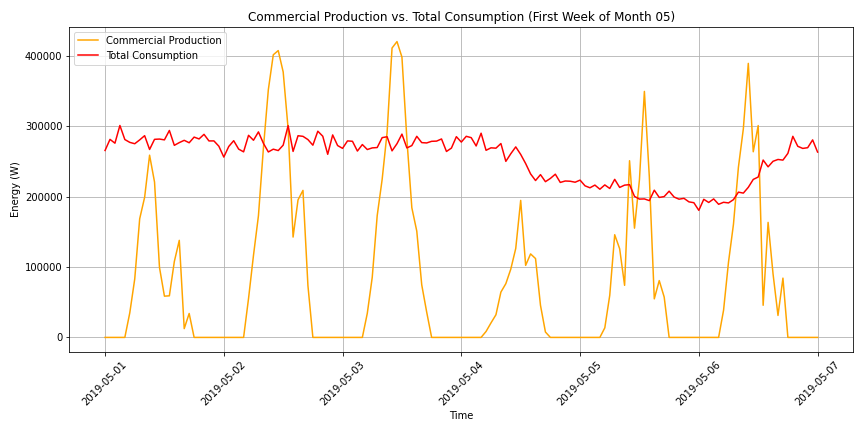 Commercial Production vs. Total Consumption (First Week of Month 05)
Commercial Production
Total Consumption
Energy (W)
400000
300000
200000
100000
0
2019-05-01
2019-05-02
2019-05-03
2019-05-04
2019-05-05
2019-05-06
2019-05-07
Time